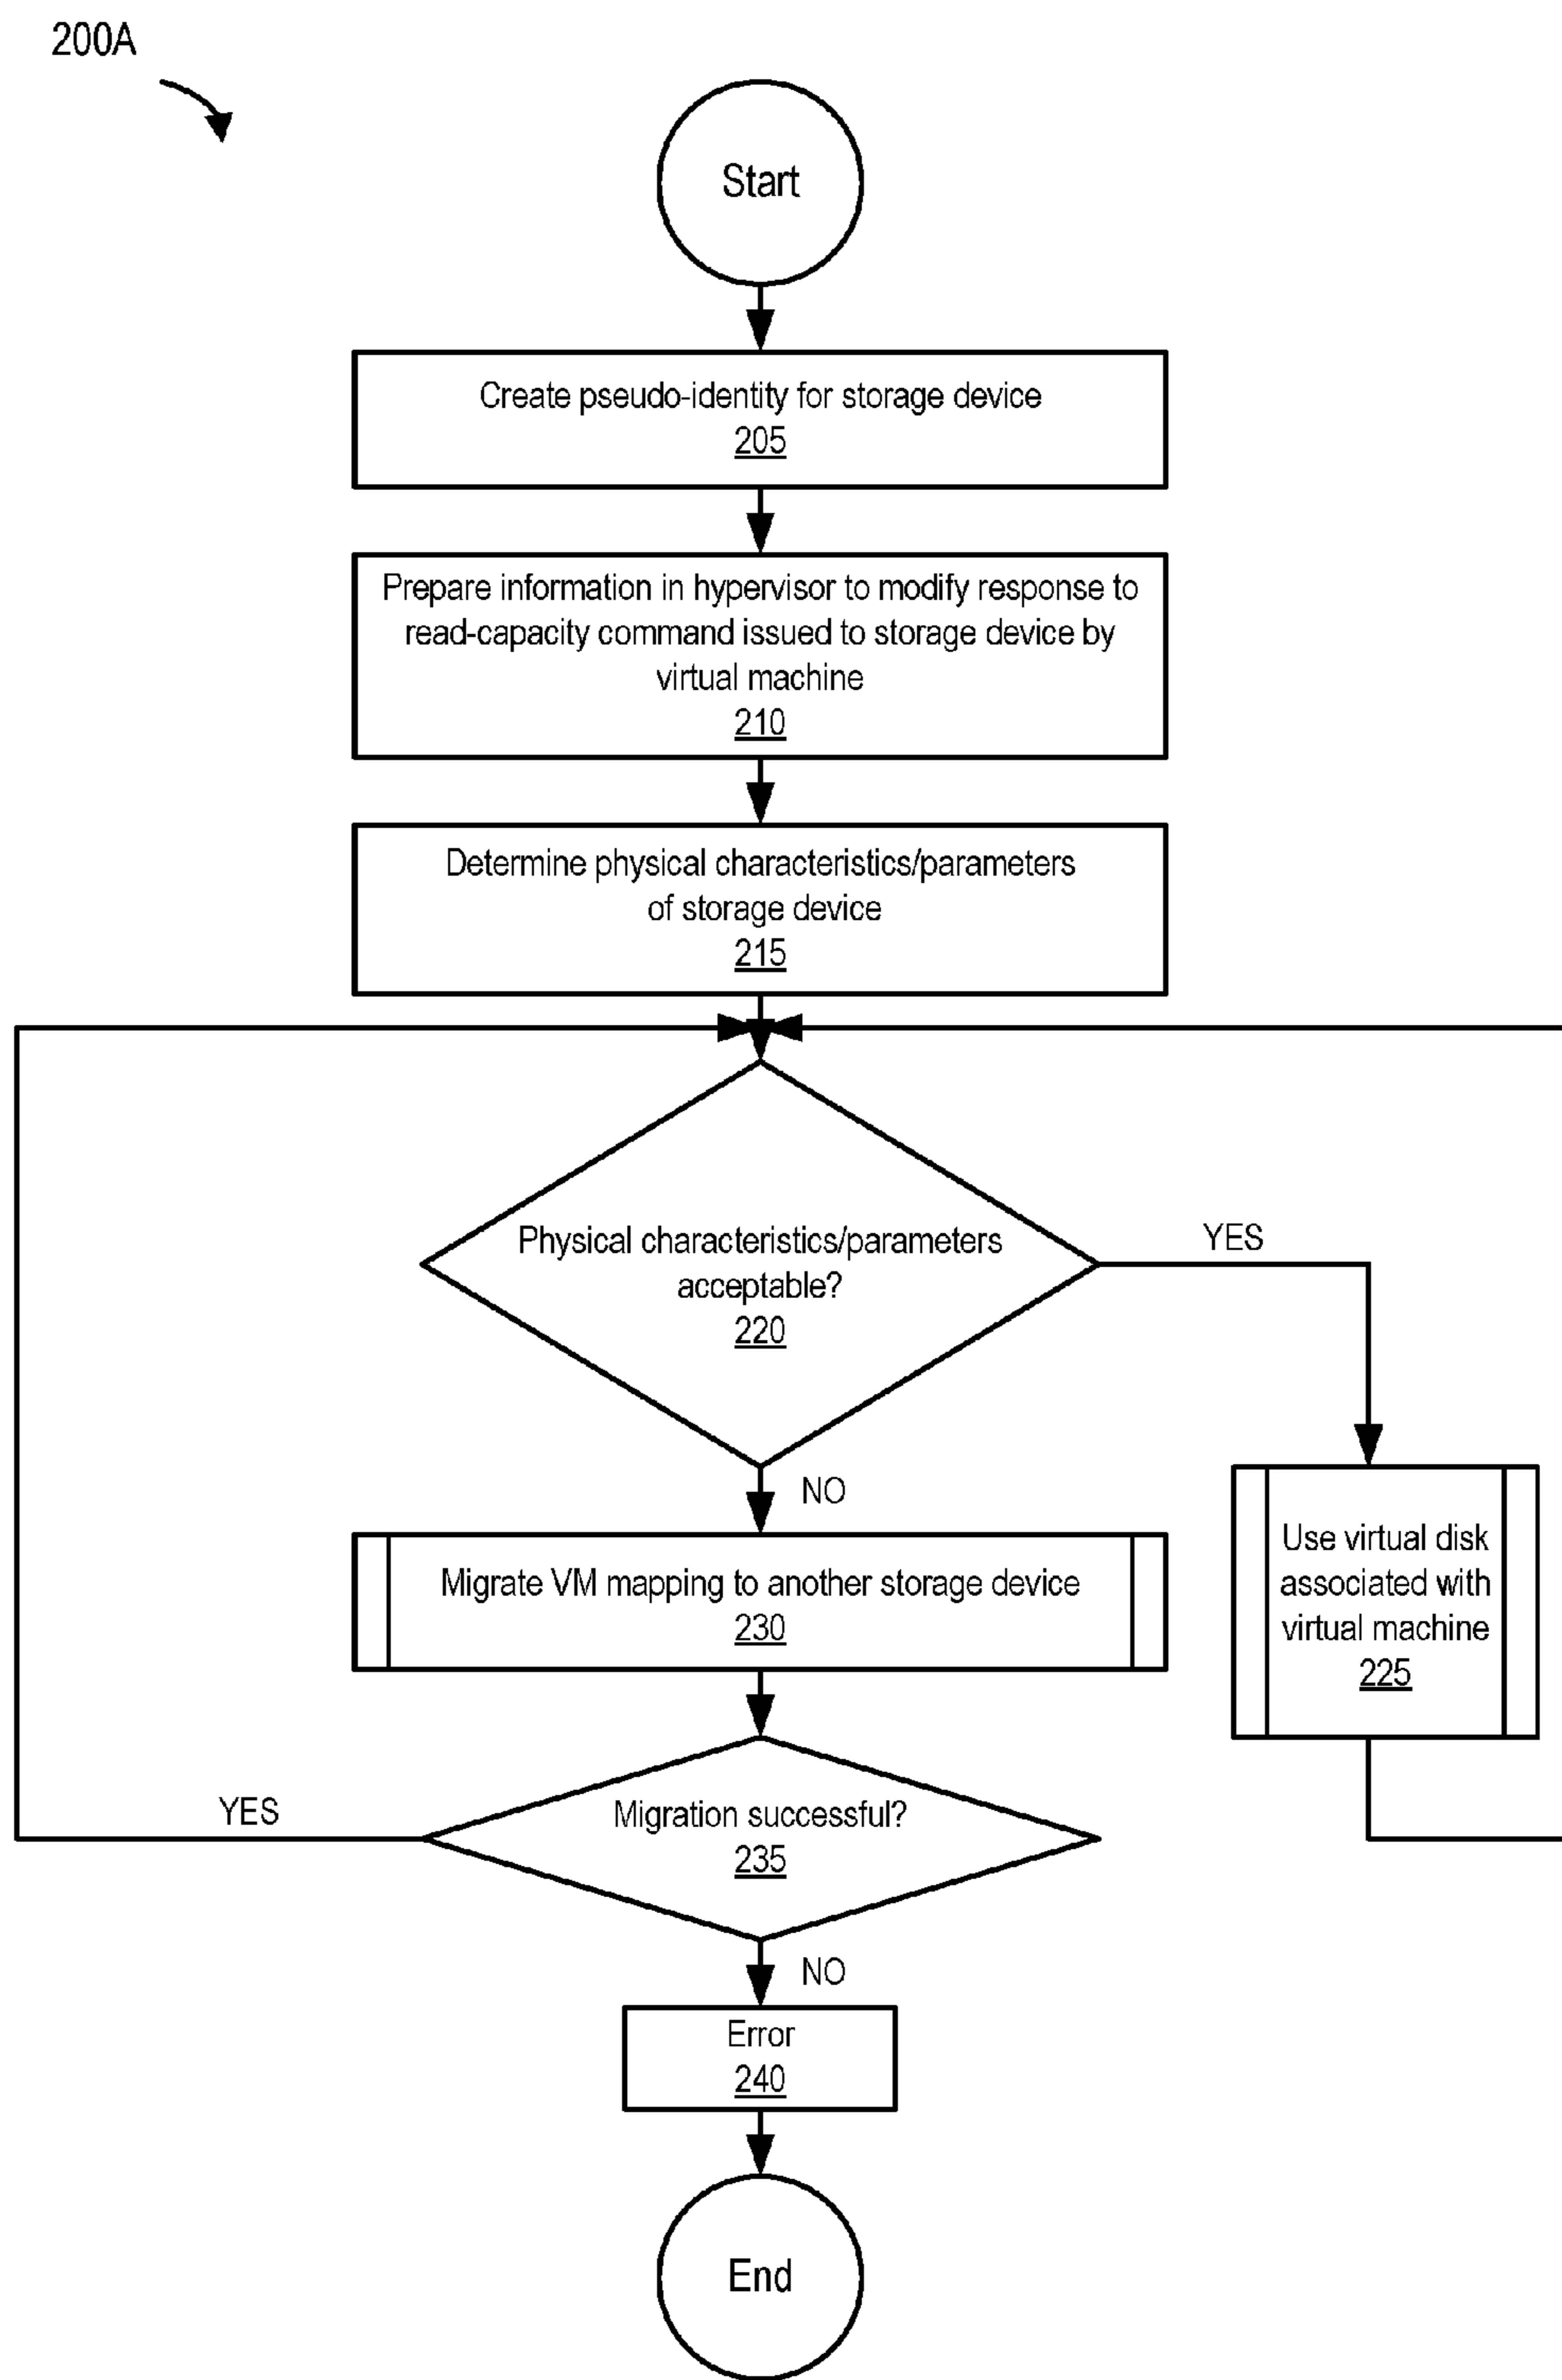 200A
Start
Create pseudo-identity for storage device
205
Prepare information in hypervisor to modify response to
read-capacity command issued to storage device by
virtual machine
210
Determine physical characteristics/parameters
of storage device
215
Physical characteristics/parameters
acceptable?
220
YES
NO
Use virtual disk
associated with
virtual machine
225
Migrate VM mapping to another storage device
230
YES
Migration successful?
235
NO
Error
240
End